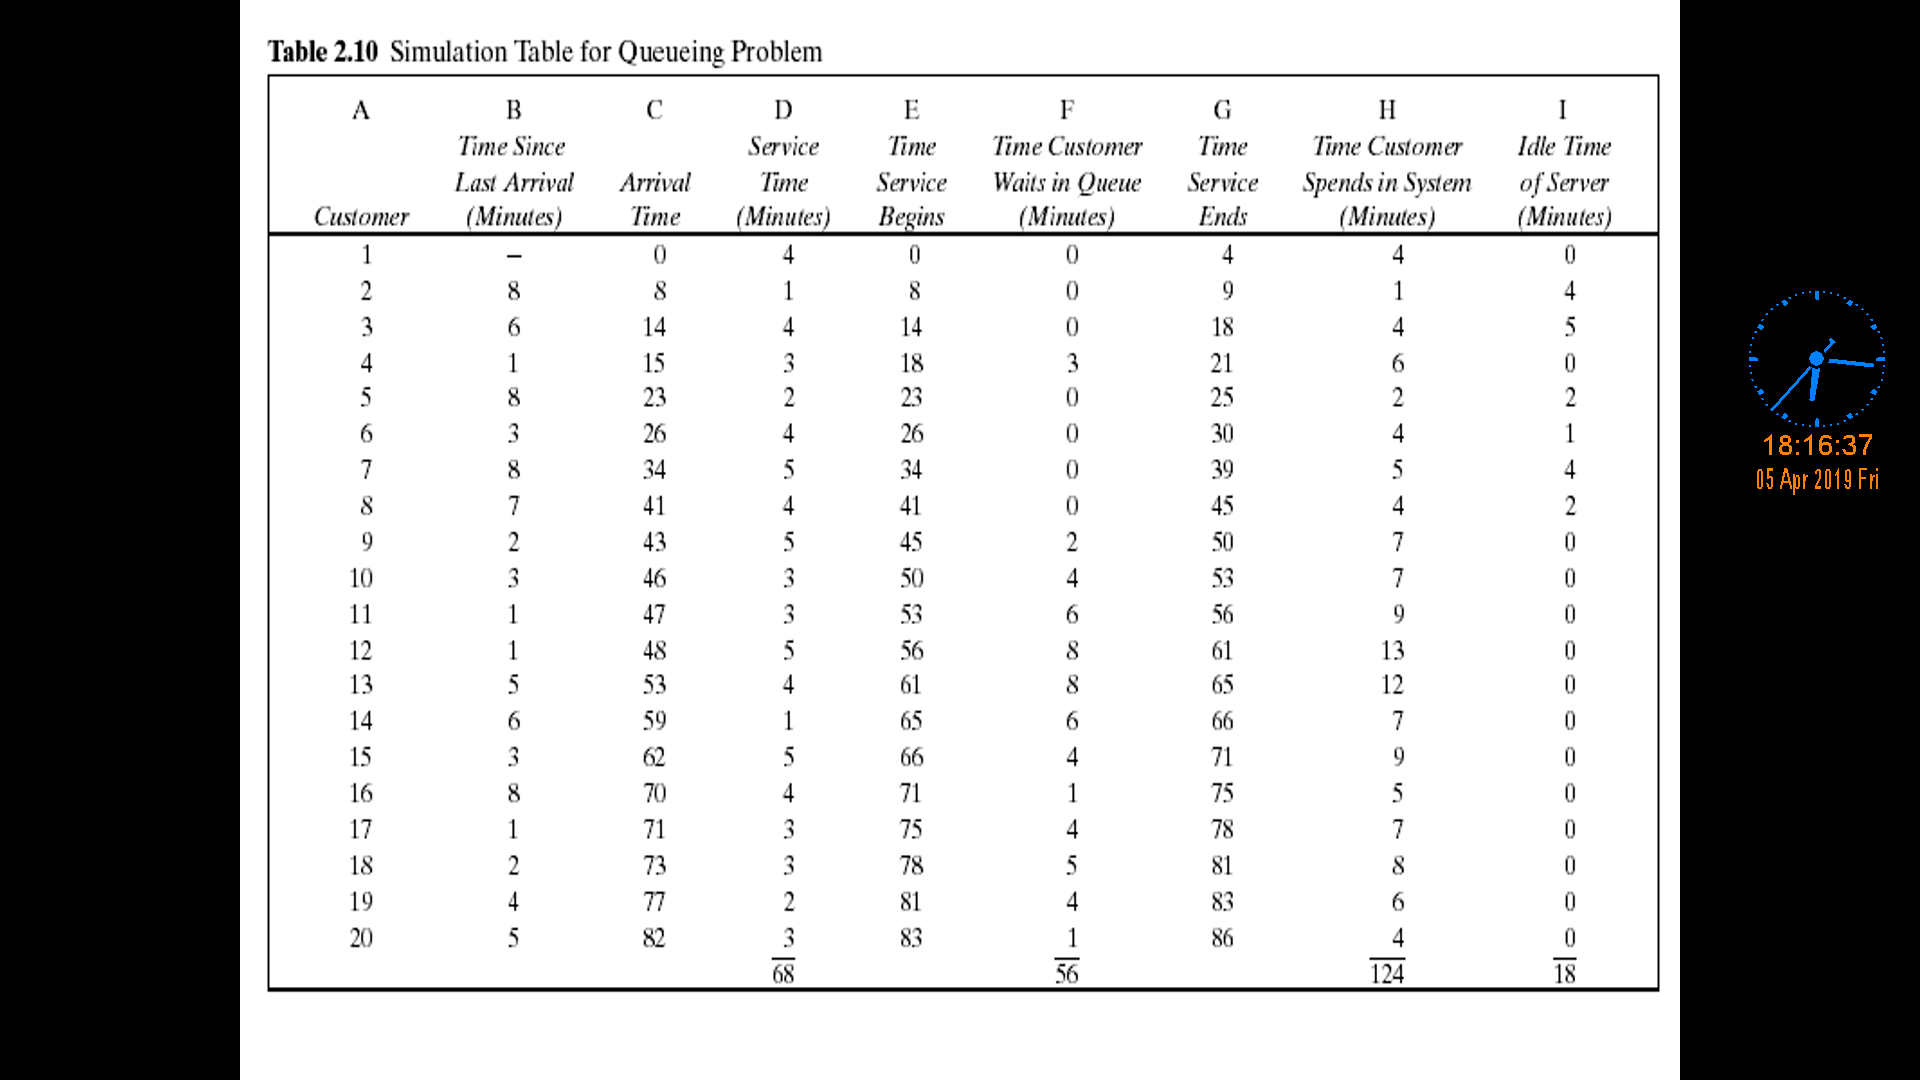 Table 2.10 Simulation Table for Queueing Problem
A B C D E F G H I
Time Since Service Time Time Customer Time Time Customer Idle Time
Last Arrival Arrival Time Service Waits in Queue Service Spends in System of Server
Customer (Minutes) Time (Minutes) Begins (Minutes) Ends (Minutes) (Minutes)
1 – 0 4 0 0 4 4 0
2 8 8 1 8 0 9 1 4
3 6 14 4 14 0 18 4 5
4 1 15 3 18 3 21 6 0
5 8 23 2 23 0 25 2 2
6 3 26 4 26 0 30 4 1
7 8 34 5 34 0 39 5 4
8 7 41 4 41 0 45 4 2
9 2 43 5 45 2 50 7 0
10 3 46 3 50 4 53 7 0
11 1 47 3 53 6 56 9 0
12 1 48 5 56 8 61 13 0
13 5 53 4 61 8 65 12 0
14 6 59 1 65 6 66 7 0
15 3 62 5 66 4 71 9 0
16 8 70 4 71 1 75 5 0
17 1 71 3 75 4 78 7 0
18 2 73 3 78 5 81 8 0
19 4 77 2 81 4 83 6 0
20 5 82 3 83 1 86 4 0
68 56 124 18
18:16:37
05 Apr 2019 Fri